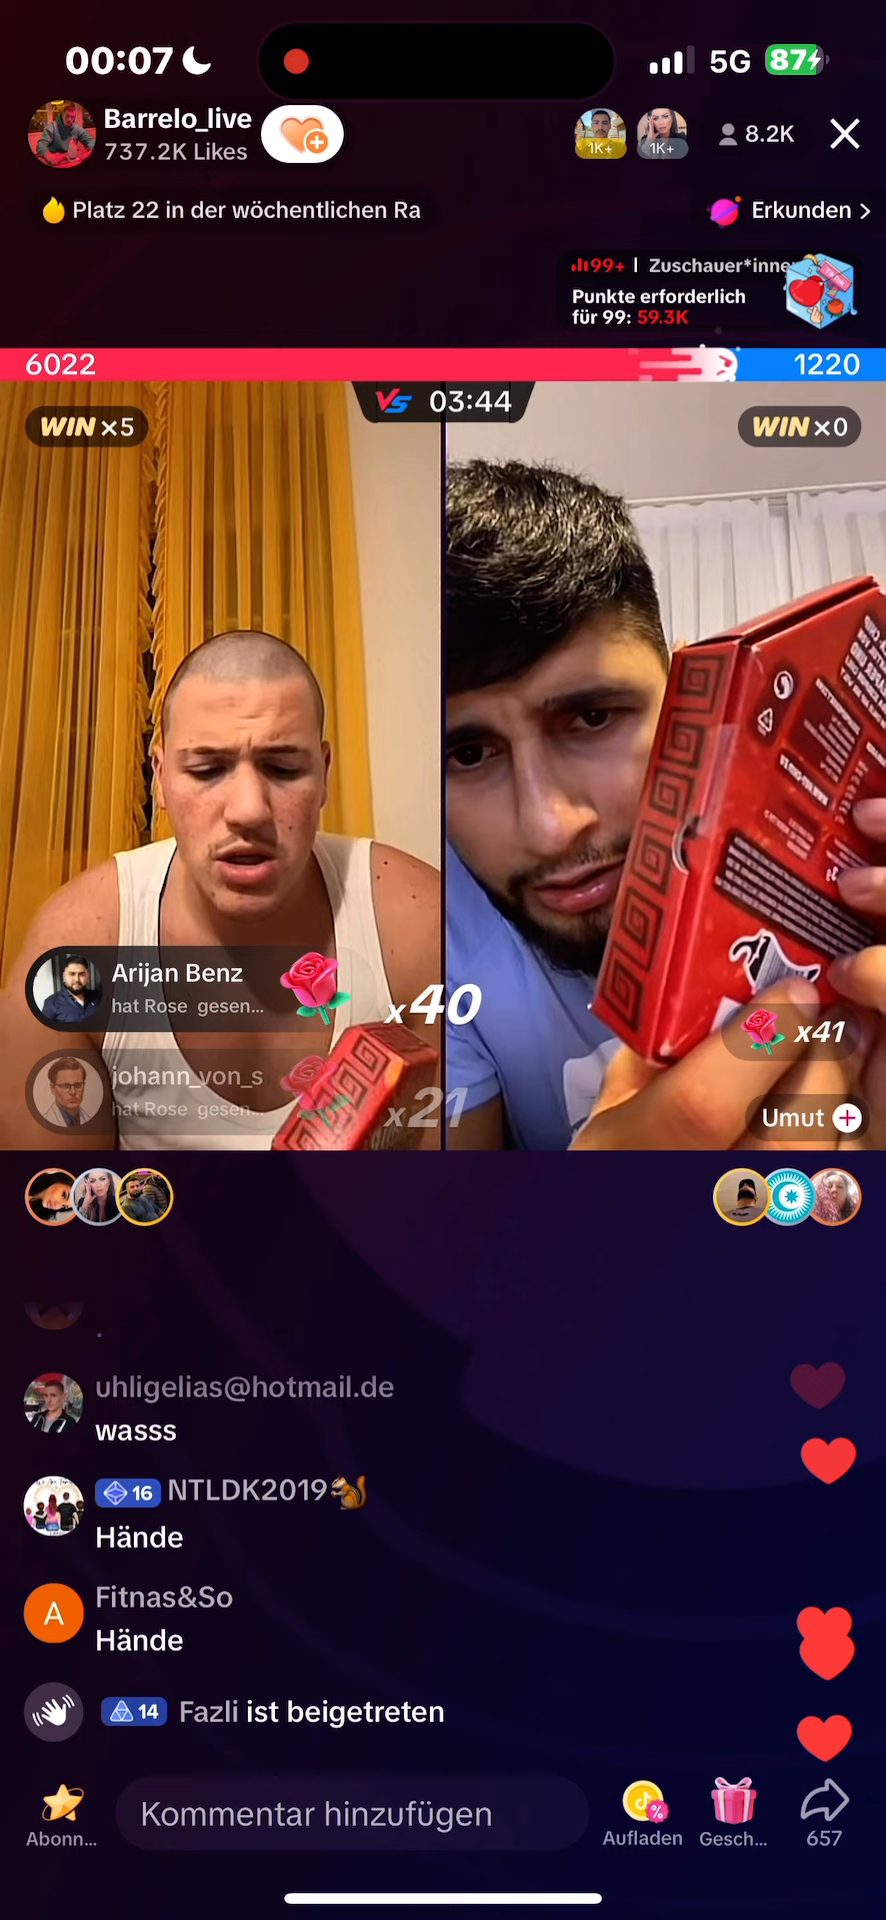 00:07
5G
87
Barrelo_live
737.2K Likes
1K+
1K+
8.2K
Platz 22 in der wöchentlichen Ra
Erkunden >
99+ | Zuschauer*inne
Punkte erforderlich
für 99: 59.3K
6022
1220
VS 03:44
WIN x5
WIN x0
Arijan Benz
hat Rose gesen...
x40
johann_von_s
hat Rose gesen...
x21
x41
Umut +
uhligelias@hotmail.de
wasss
16 NTLDK2019
Hände
A
Fitnas&So
Hände
14 Fazli ist beigetreten
Abonn...
Kommentar hinzufügen
Aufladen
Gesch...
657